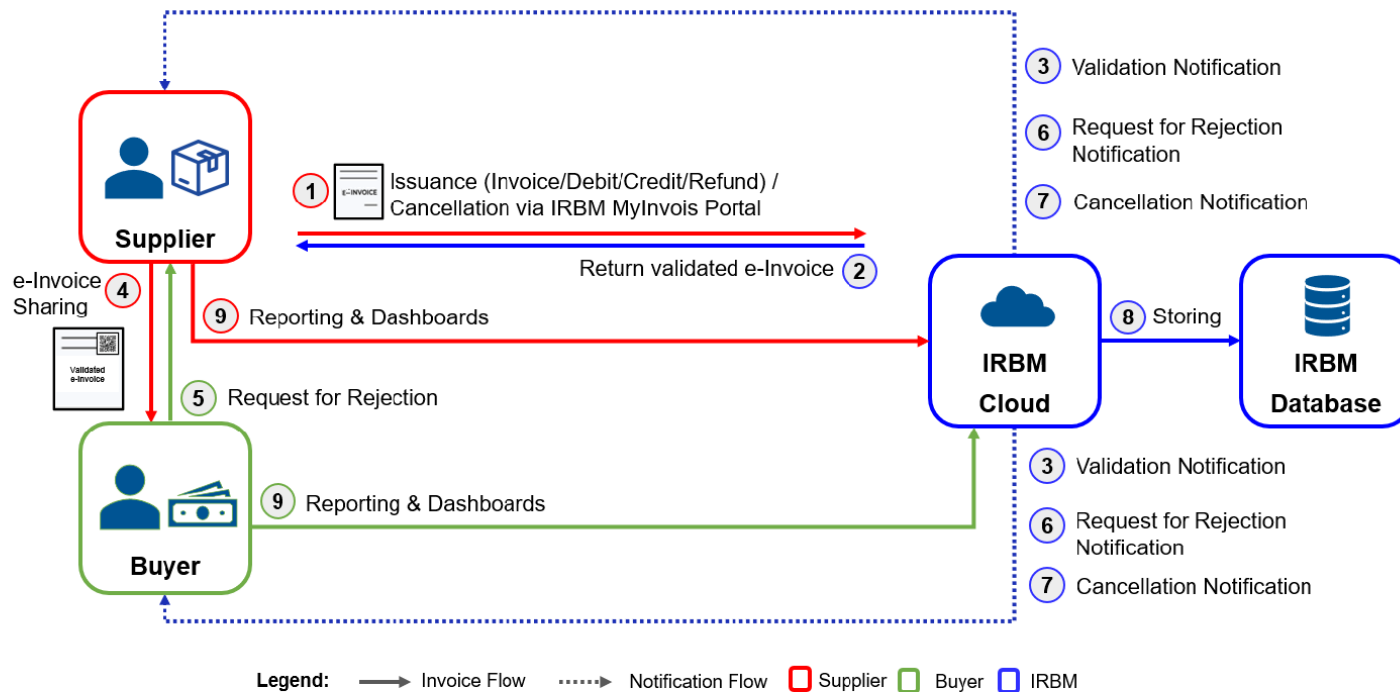 3 Validation Notification
6 Request for Rejection
Notification
7 Cancellation Notification
Supplier
1 e-INVOICE Issuance (Invoice/Debit/Credit/Refund) /
Cancellation via IRBM MyInvois Portal
Return validated e-Invoice 2
e-Invoice
Sharing 4
Validated
e-Invoice
9 Reporting & Dashboards
5 Request for Rejection
IRBM
Cloud
8 Storing
IRBM
Database
Buyer
9 Reporting & Dashboards
3 Validation Notification
6 Request for Rejection
Notification
7 Cancellation Notification
Legend: Invoice Flow Notification Flow Supplier Buyer IRBM